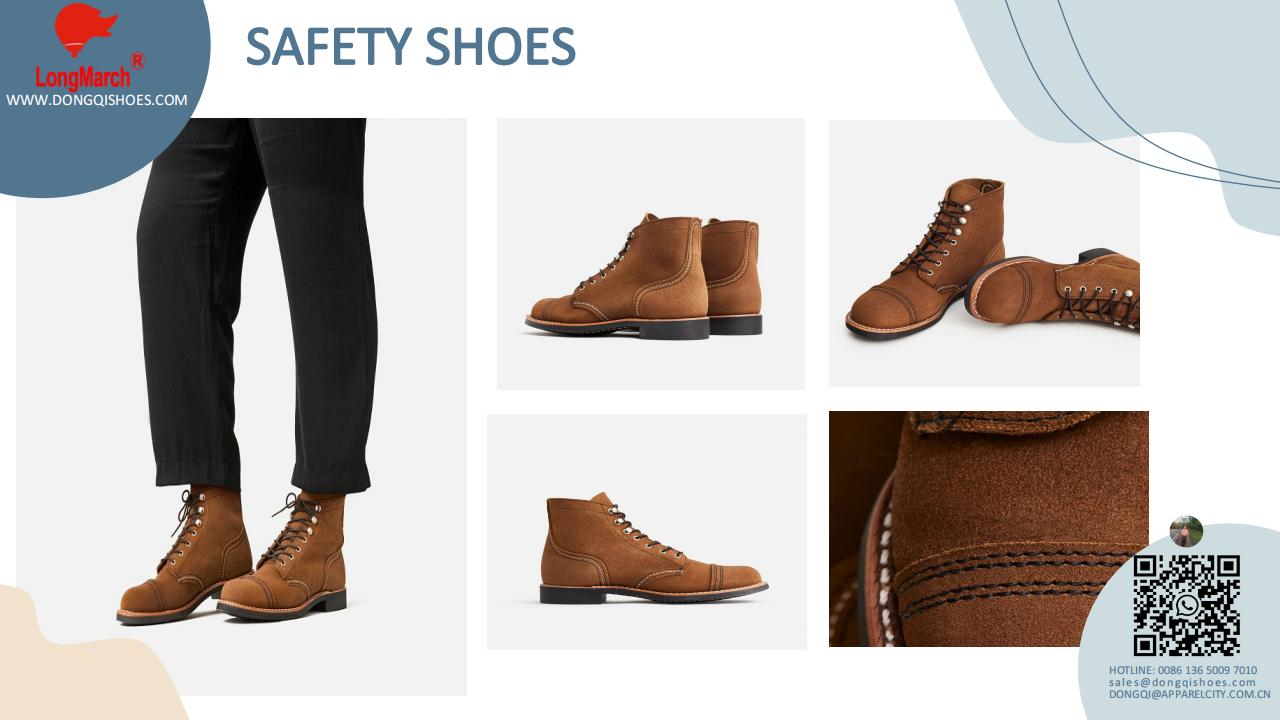 LongMarch®
WWW.DONGQISHOES.COM
SAFETY SHOES
HOTLINE: 0086 136 5009 7010
sales@dongqishoes.com
DONGQI@APPARELCITY.COM.CN